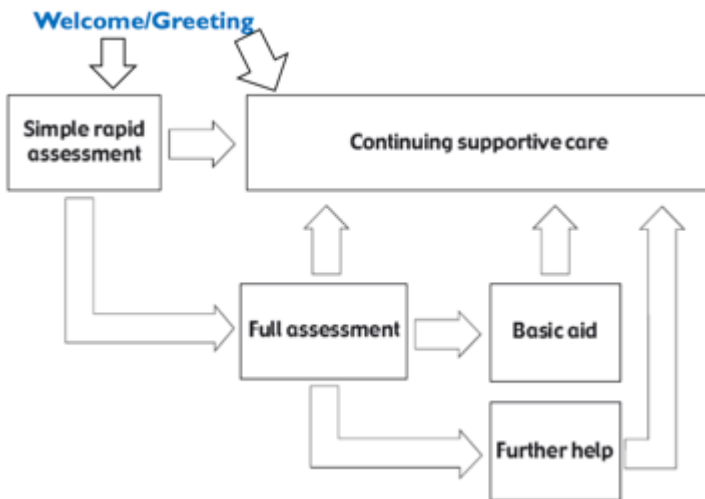 Welcome/Greeting
Simple rapid
assessment
Continuing supportive care
Full assessment
Basic aid
Further help